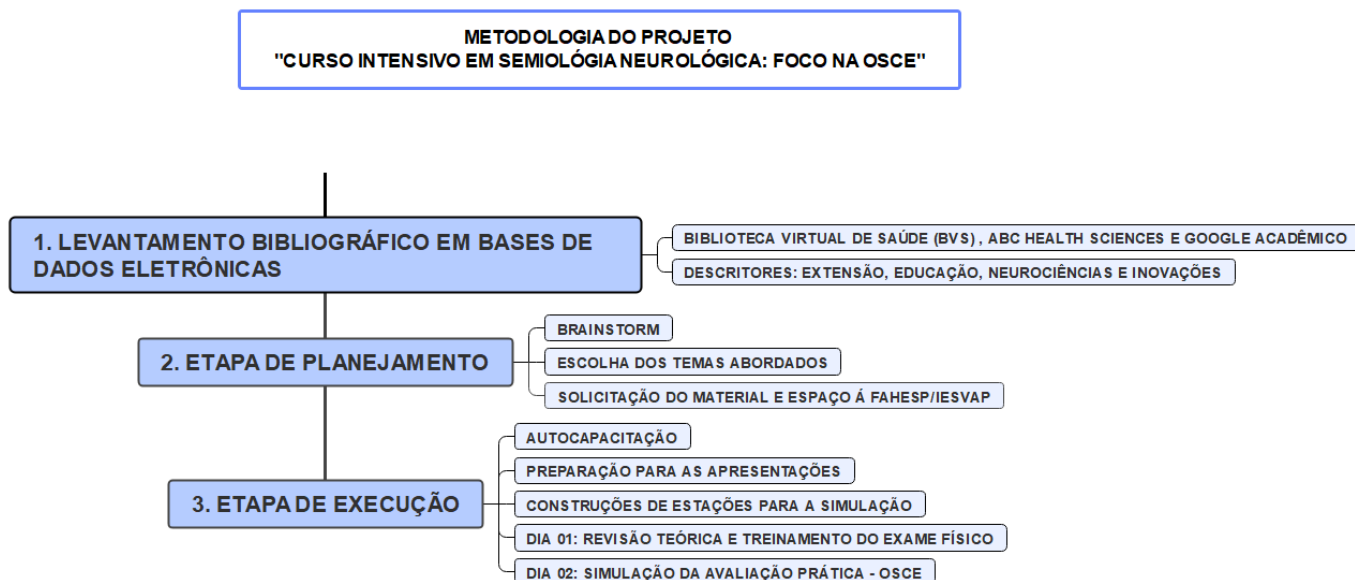 METODOLOGIA DO PROJETO
"CURSO INTENSIVO EM SEMIOLÓGIA NEUROLÓGICA: FOCO NA OSCE"
1. LEVANTAMENTO BIBLIOGRÁFICO EM BASES DE
DADOS ELETRÔNICAS
BIBLIOTECA VIRTUAL DE SAÚDE (BVS) , ABC HEALTH SCIENCES E GOOGLE ACADÊMICO
DESCRITORES: EXTENSÃO, EDUCAÇÃO, NEUROCIÊNCIAS E INOVAÇÕES
2. ETAPA DE PLANEJAMENTO
BRAINSTORM
ESCOLHA DOS TEMAS ABORDADOS
SOLICITAÇÃO DO MATERIAL E ESPAÇO Á FAHESP/IESVAP
3. ETAPA DE EXECUÇÃO
AUTOCAPACITAÇÃO
PREPARAÇÃO PARA AS APRESENTAÇÕES
CONSTRUÇÕES DE ESTAÇÕES PARA A SIMULAÇÃO
DIA 01: REVISÃO TEÓRICA E TREINAMENTO DO EXAME FÍSICO
DIA 02: SIMULAÇÃO DA AVALIAÇÃO PRÁTICA - OSCE